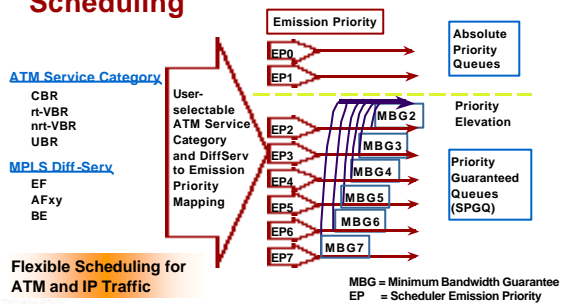 Scheduling
Emission Priority
Absolute
Priority
Queues
EP0
EP1
ATM Service Category
CBR
rt-VBR
nrt-VBR
UBR
MPLS Diff-Serv
EF
AFxy
BE
User-
selectable
ATM Service
Category
and DiffServ
to Emission
Priority
Mapping
Priority
Elevation
EP2
MBG2
EP3
MBG3
EP4
MBG4
EP5
MBG5
EP6
MBG6
EP7
MBG7
Priority
Guaranteed
Queues
(SPGQ)
Flexible Scheduling for
ATM and IP Traffic
MBG = Minimum Bandwidth Guarantee
EP = Scheduler Emission Priority